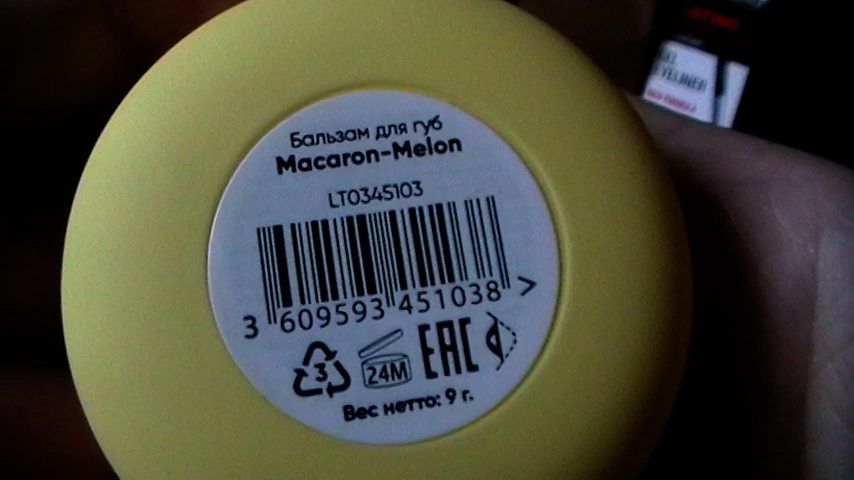 Бальзам для губ
Macaron-Melon
LT0345103
3 609593 451038 >
3
24M
EAC
Вес нетто: 9 г.